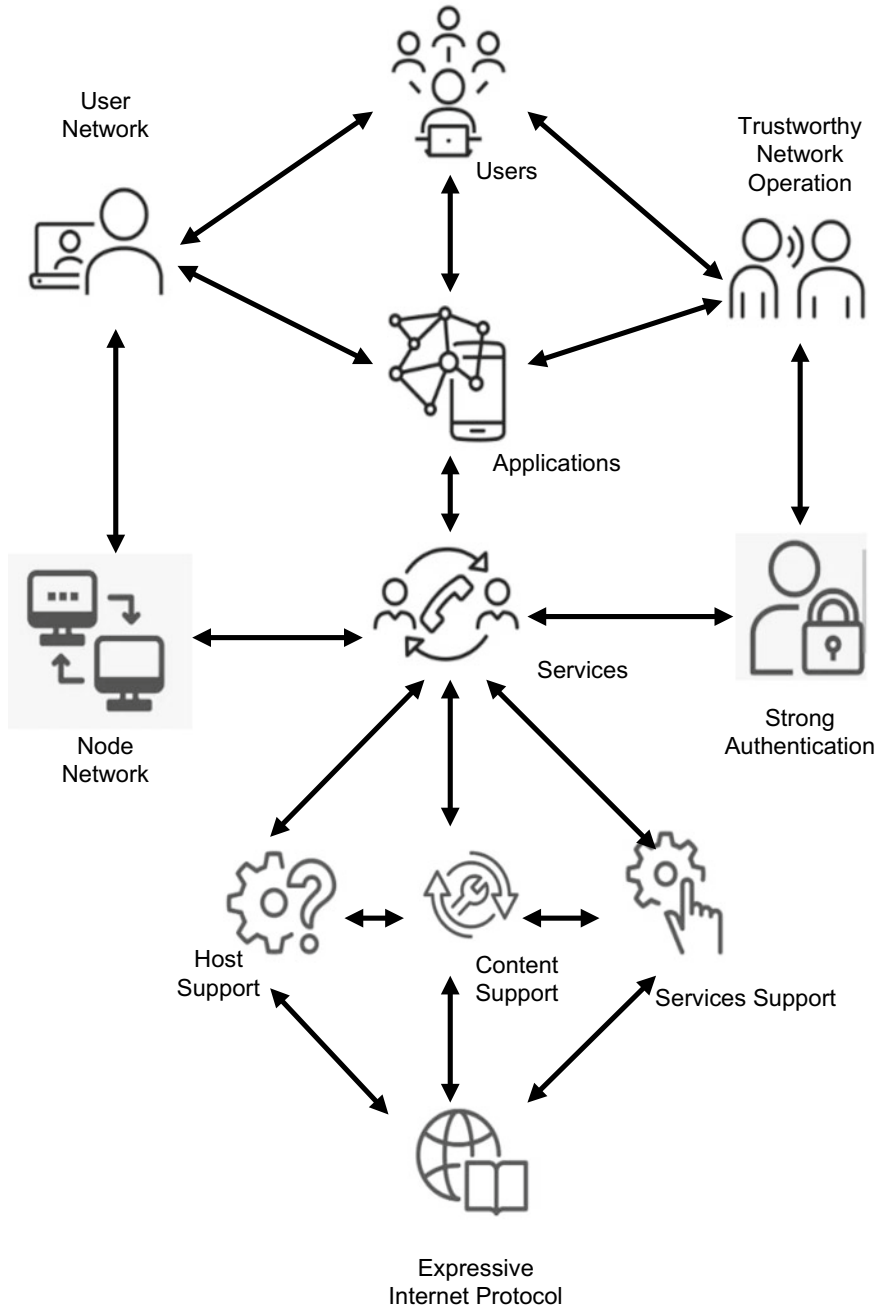 User
Network
Users
Trustworthy
Network
Operation
Applications
Services
Node
Network
Strong
Authentication
Host
Support
Content
Support
Services Support
Expressive
Internet Protocol